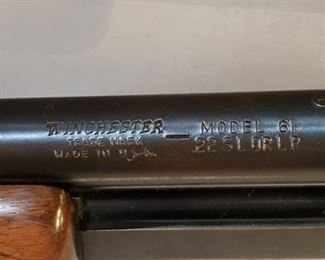 WINCHESTER
TRADE MARK
MADE IN U.S.A.
— MODEL 61 —
22 S.L OR L.R